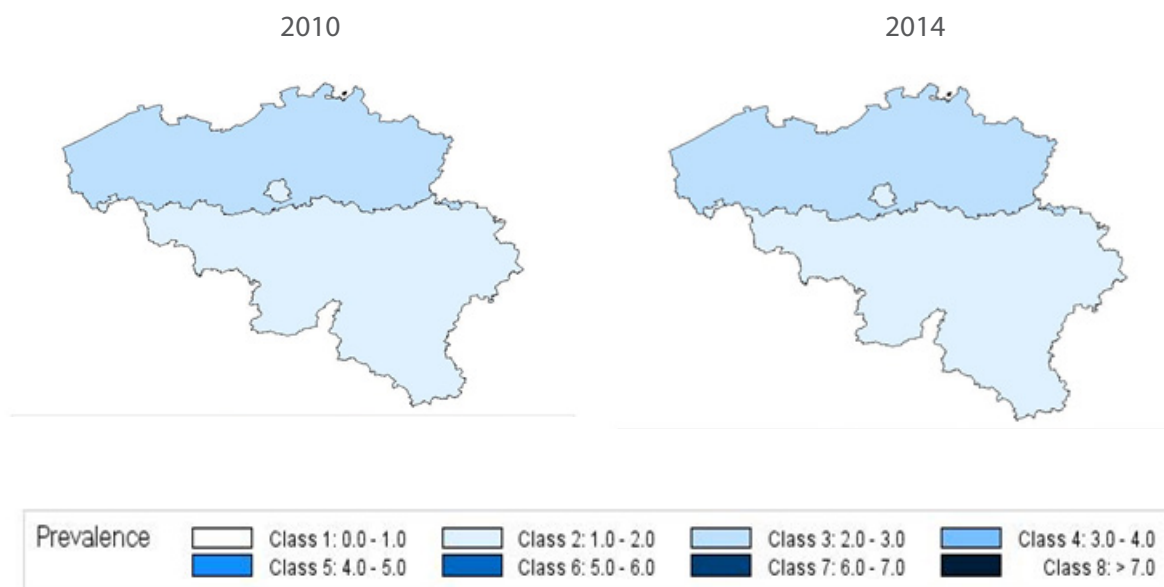 2010 2014
Prevalence Class 1: 0.0 - 1.0 Class 2: 1.0 - 2.0 Class 3: 2.0 - 3.0 Class 4: 3.0 - 4.0
Class 5: 4.0 - 5.0 Class 6: 5.0 - 6.0 Class 7: 6.0 - 7.0 Class 8: > 7.0